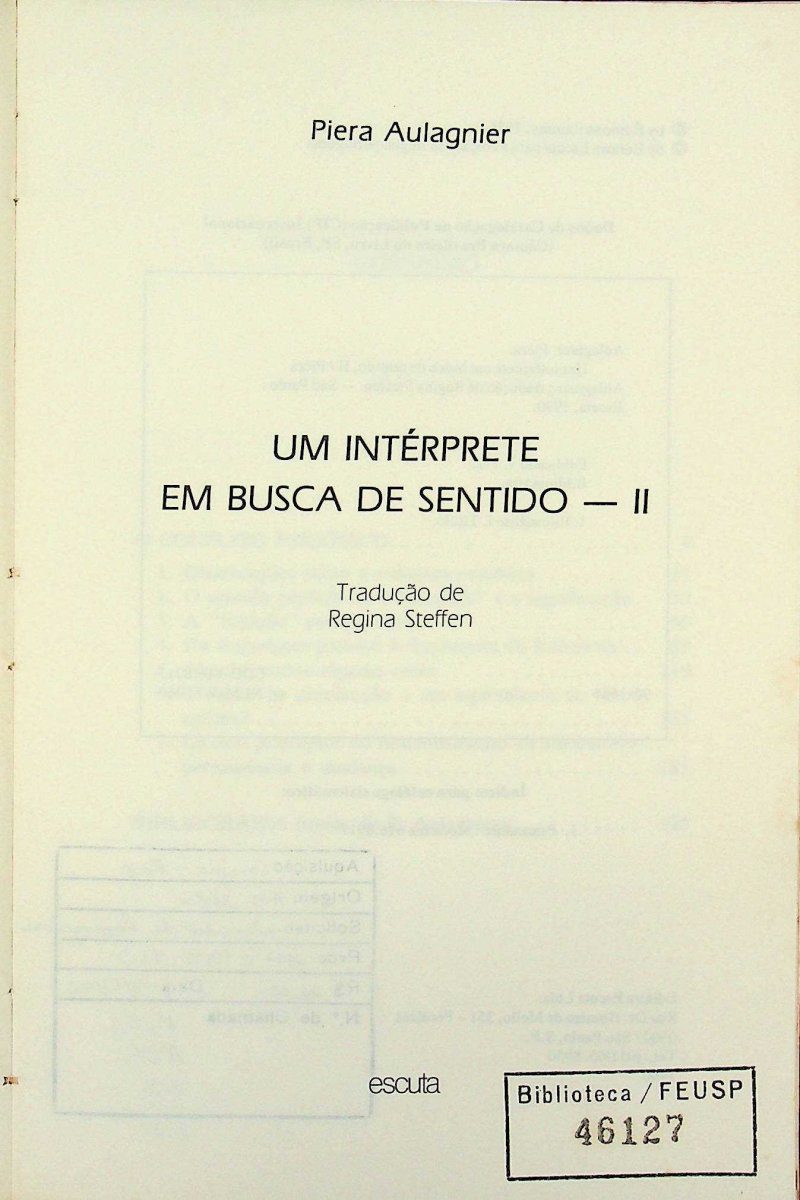 Piera Aulagnier
UM INTÉRPRETE
EM BUSCA DE SENTIDO — II
Tradução de
Regina Steffen
escuta
Biblioteca / FEUSP
46127